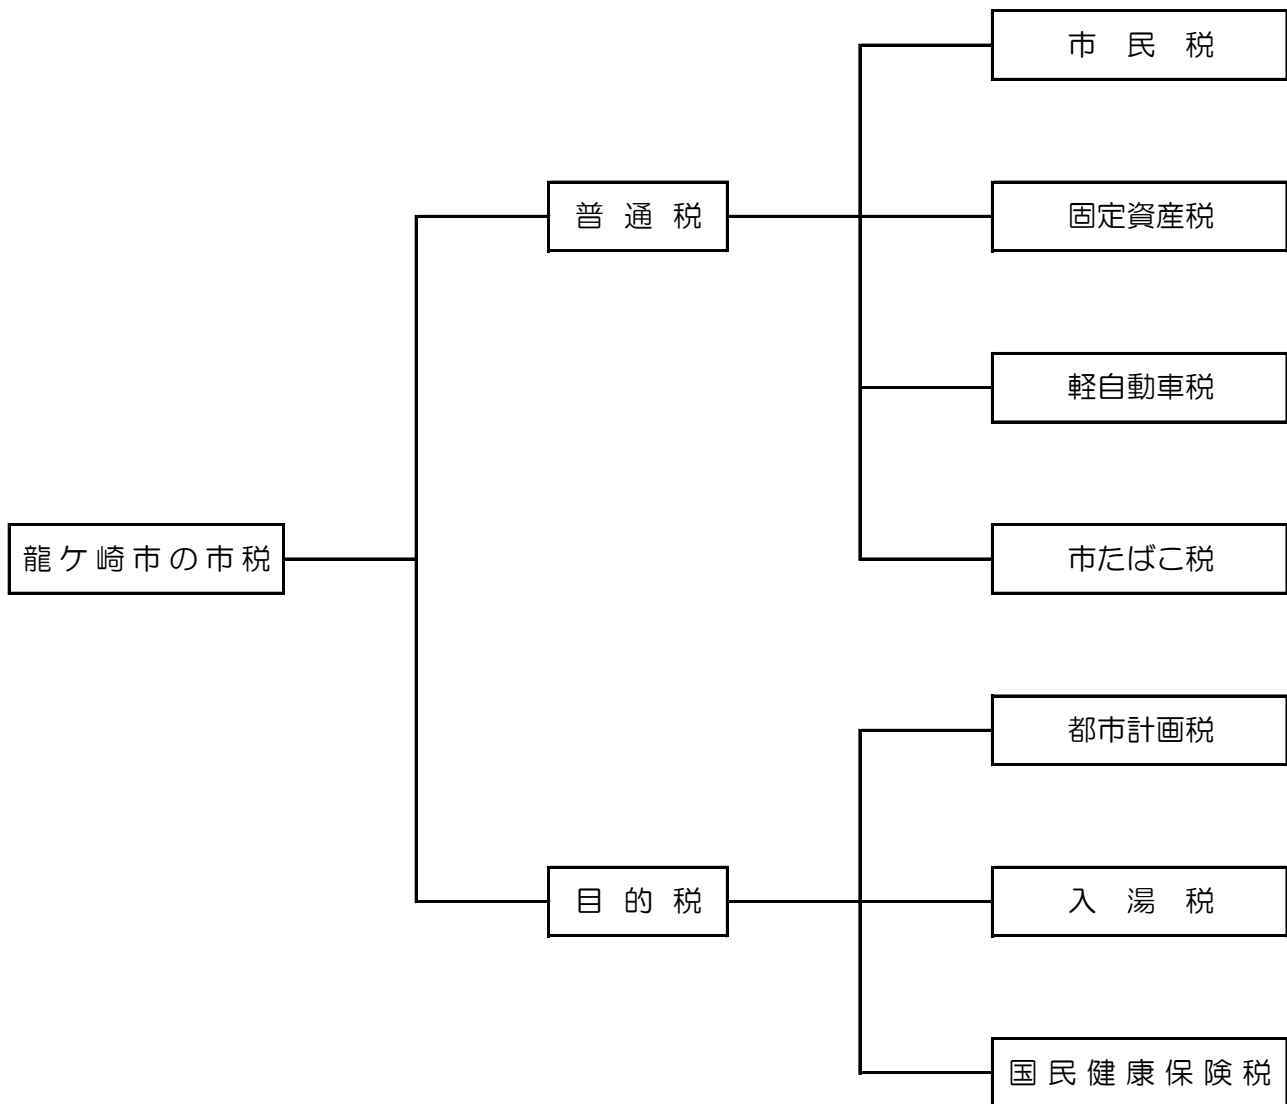 龍ケ崎市の市税
普通税
市民税
固定資産税
軽自動車税
市たばこ税
目的税
都市計画税
入湯税
国民健康保険税